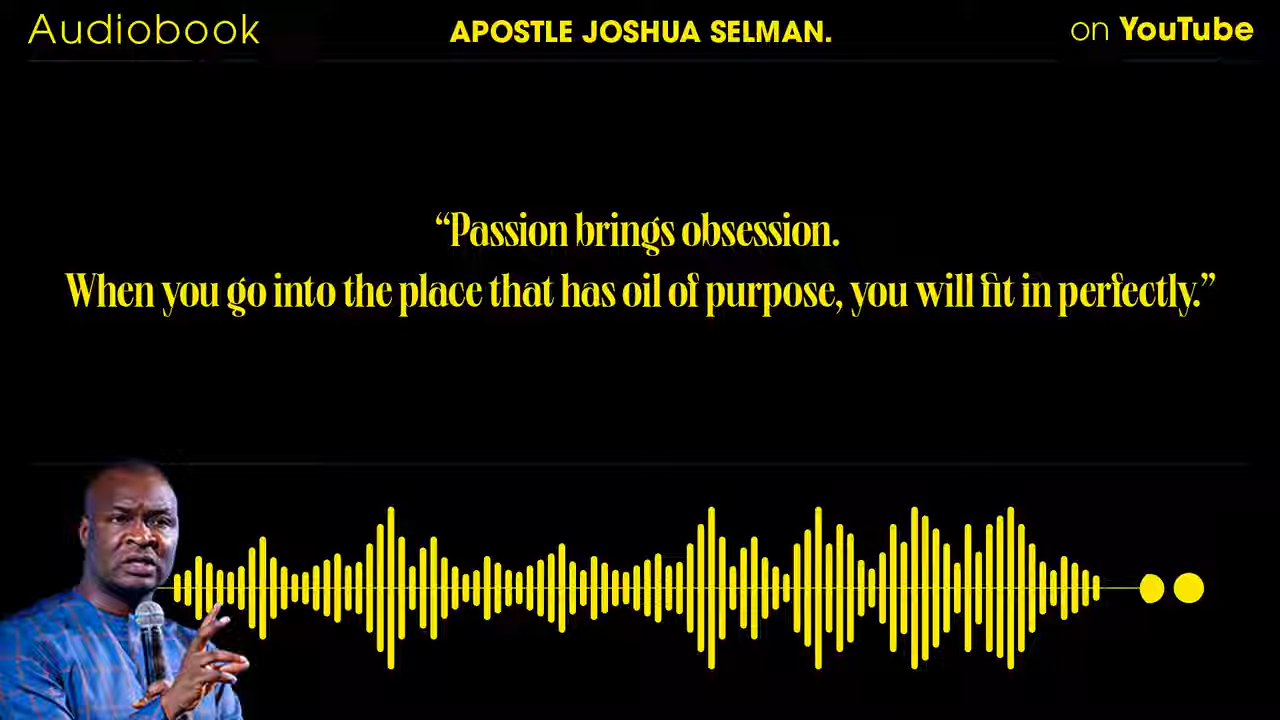 Audiobook
APOSTLE JOSHUA SELMAN.
on YouTube
“Passion brings obsession.
When you go into the place that has oil of purpose, you will fit in perfectly.”